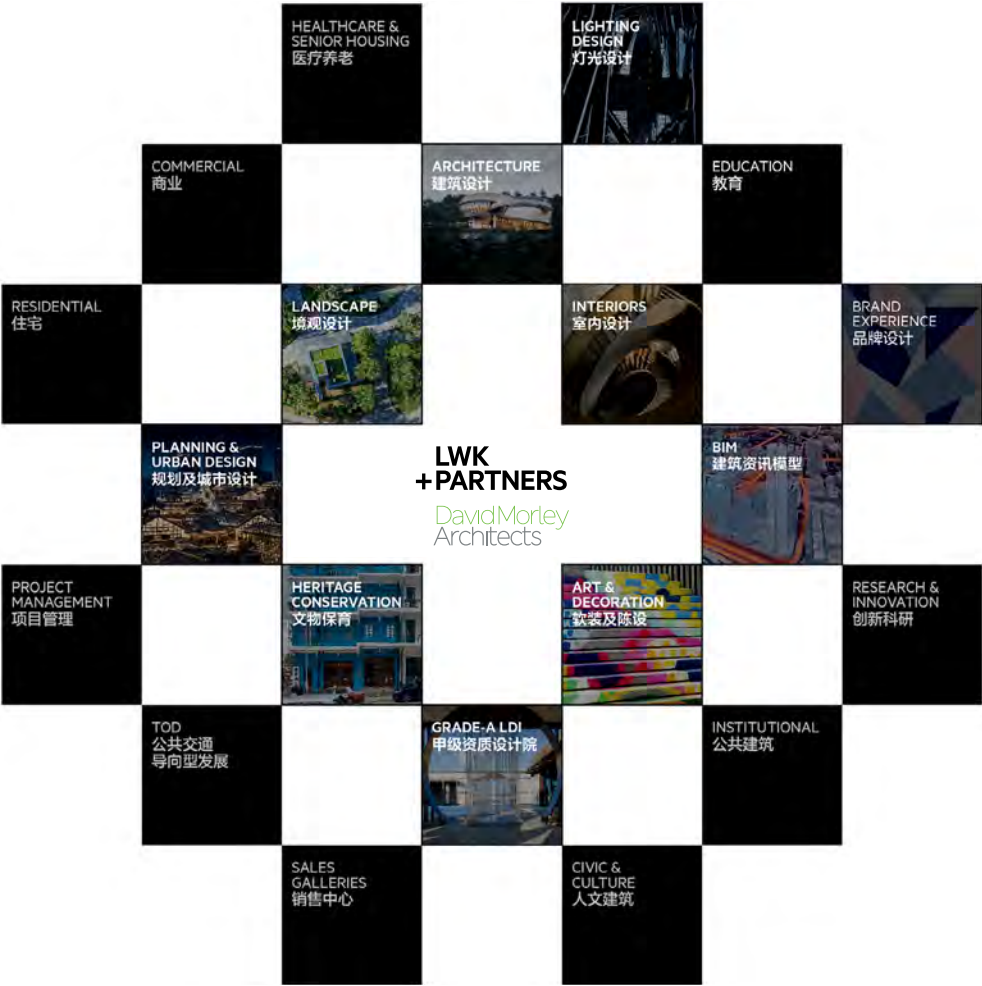 HEALTHCARE &
SENIOR HOUSING
医疗养老
LIGHTING
DESIGN
灯光设计
COMMERCIAL
商业
ARCHITECTURE
建筑设计
EDUCATION
教育
RESIDENTIAL
住宅
LANDSCAPE
境观设计
INTERIORS
室内设计
BRAND
EXPERIENCE
品牌设计
PLANNING &
URBAN DESIGN
规划及城市设计
LWK
+PARTNERS
DavidMorley
Architects
BIM
建筑资讯模型
PROJECT
MANAGEMENT
项目管理
HERITAGE
CONSERVATION
文物保育
ART &
DECORATION
软装及陈设
RESEARCH &
INNOVATION
创新科研
TOD
公共交通
导向型发展
GRADE-A LDI
甲级资质设计院
INSTITUTIONAL
公共建筑
SALES
GALLERIES
销售中心
CIVIC &
CULTURE
人文建筑